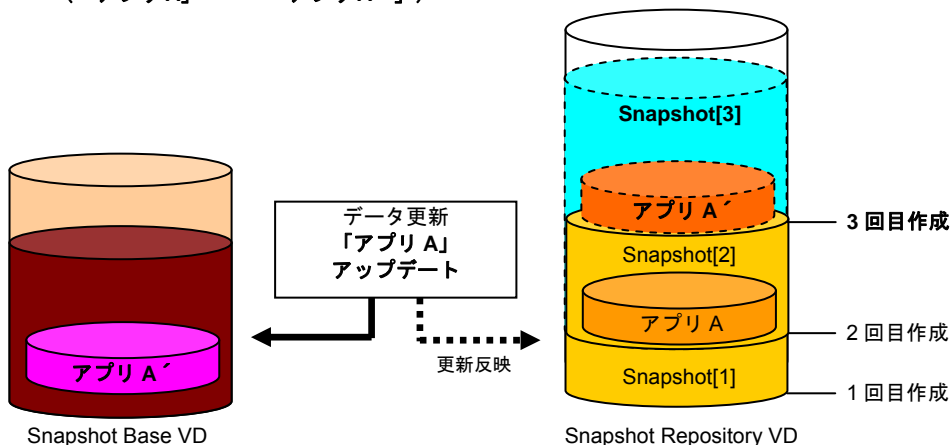 Snapshot[3]
アプリ A´
3 回目作成
データ更新
「アプリ A」
アップデート
Snapshot[2]
アプリ A
2 回目作成
更新反映
アプリ A´
Snapshot[1]
1 回目作成
Snapshot Base VD
Snapshot Repository VD